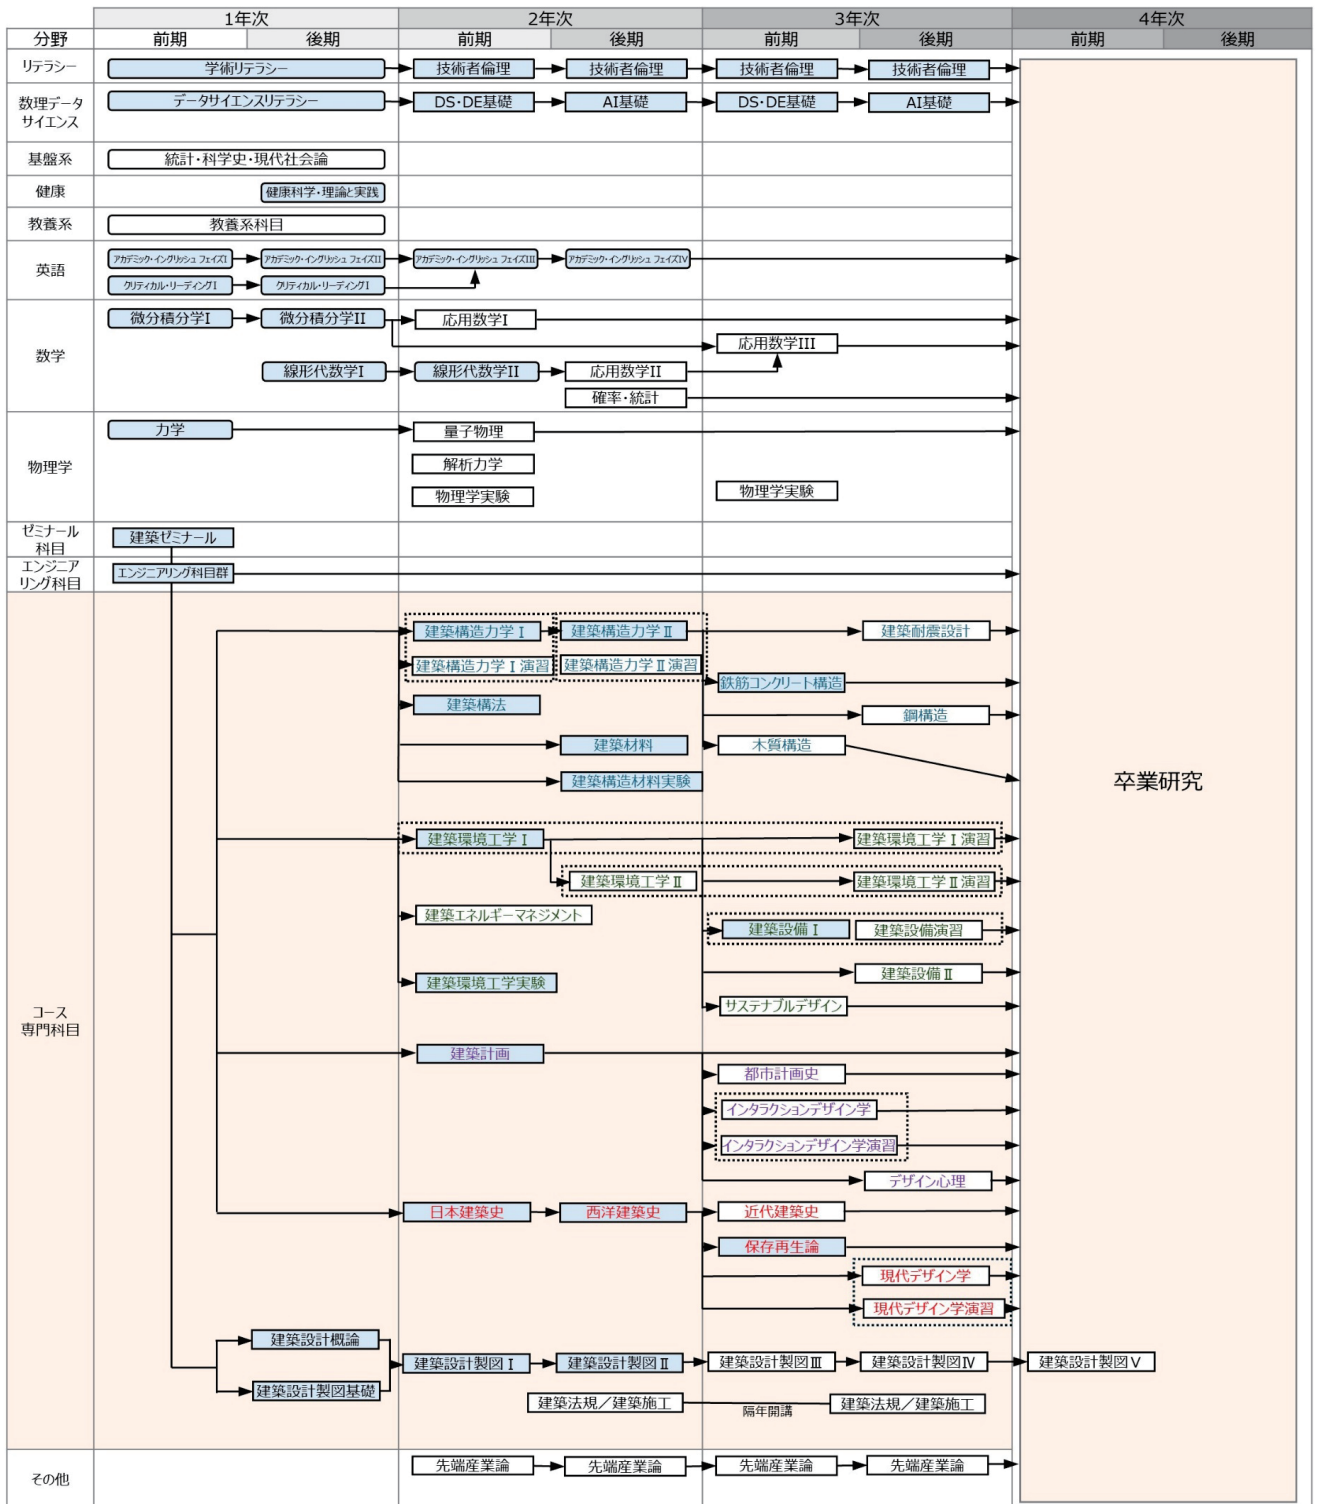 1年次 2年次 3年次 4年次
分野 前期 後期 前期 後期 前期 後期 前期 後期
リテラシー 学術リテラシー 技術者倫理 技術者倫理 技術者倫理 技術者倫理
数理データ
サイエンス
データサイエンスリテラシー DS・DE基礎 AI基礎 DS・DE基礎 AI基礎
基盤系 統計・科学史・現代社会論
健康 健康科学・理論と実践
教養系 教養系科目
英語
アカデミック・イングリッシュ フェイズI アカデミック・イングリッシュ フェイズII アカデミック・イングリッシュ フェイズIII アカデミック・イングリッシュ フェイズIV
クリティカル・リーディングI クリティカル・リーディングI
数学
微分積分学I 微分積分学II 応用数学I
応用数学III
線形代数学I 線形代数学II 応用数学II
確率・統計
物理学
力学 量子物理
解析力学
物理学実験 物理学実験
ゼミナール
科目
建築ゼミナール
エンジニア
リング科目
エンジニアリング科目群
コース
専門科目
建築構造力学Ⅰ 建築構造力学Ⅱ 建築耐震設計
建築構造力学Ⅰ演習 建築構造力学Ⅱ演習
鉄筋コンクリート構造
建築構法 鋼構造
建築材料 木質構造
建築構造材料実験
卒業研究
建築環境工学Ⅰ 建築環境工学Ⅰ演習
建築環境工学Ⅱ 建築環境工学Ⅱ演習
建築エネルギーマネジメント
建築設備Ⅰ 建築設備演習
建築環境工学実験 建築設備Ⅱ
サステナブルデザイン
建築計画
都市計画史
インタラクションデザイン学
インタラクションデザイン学演習
デザイン心理
日本建築史 西洋建築史 近代建築史
保存再生論
現代デザイン学
現代デザイン学演習
建築設計概論
建築設計製図Ⅰ 建築設計製図Ⅱ 建築設計製図Ⅲ 建築設計製図Ⅳ 建築設計製図Ⅴ
建築設計製図基礎
建築法規／建築施工 隔年開講 建築法規／建築施工
その他 先端産業論 先端産業論 先端産業論 先端産業論